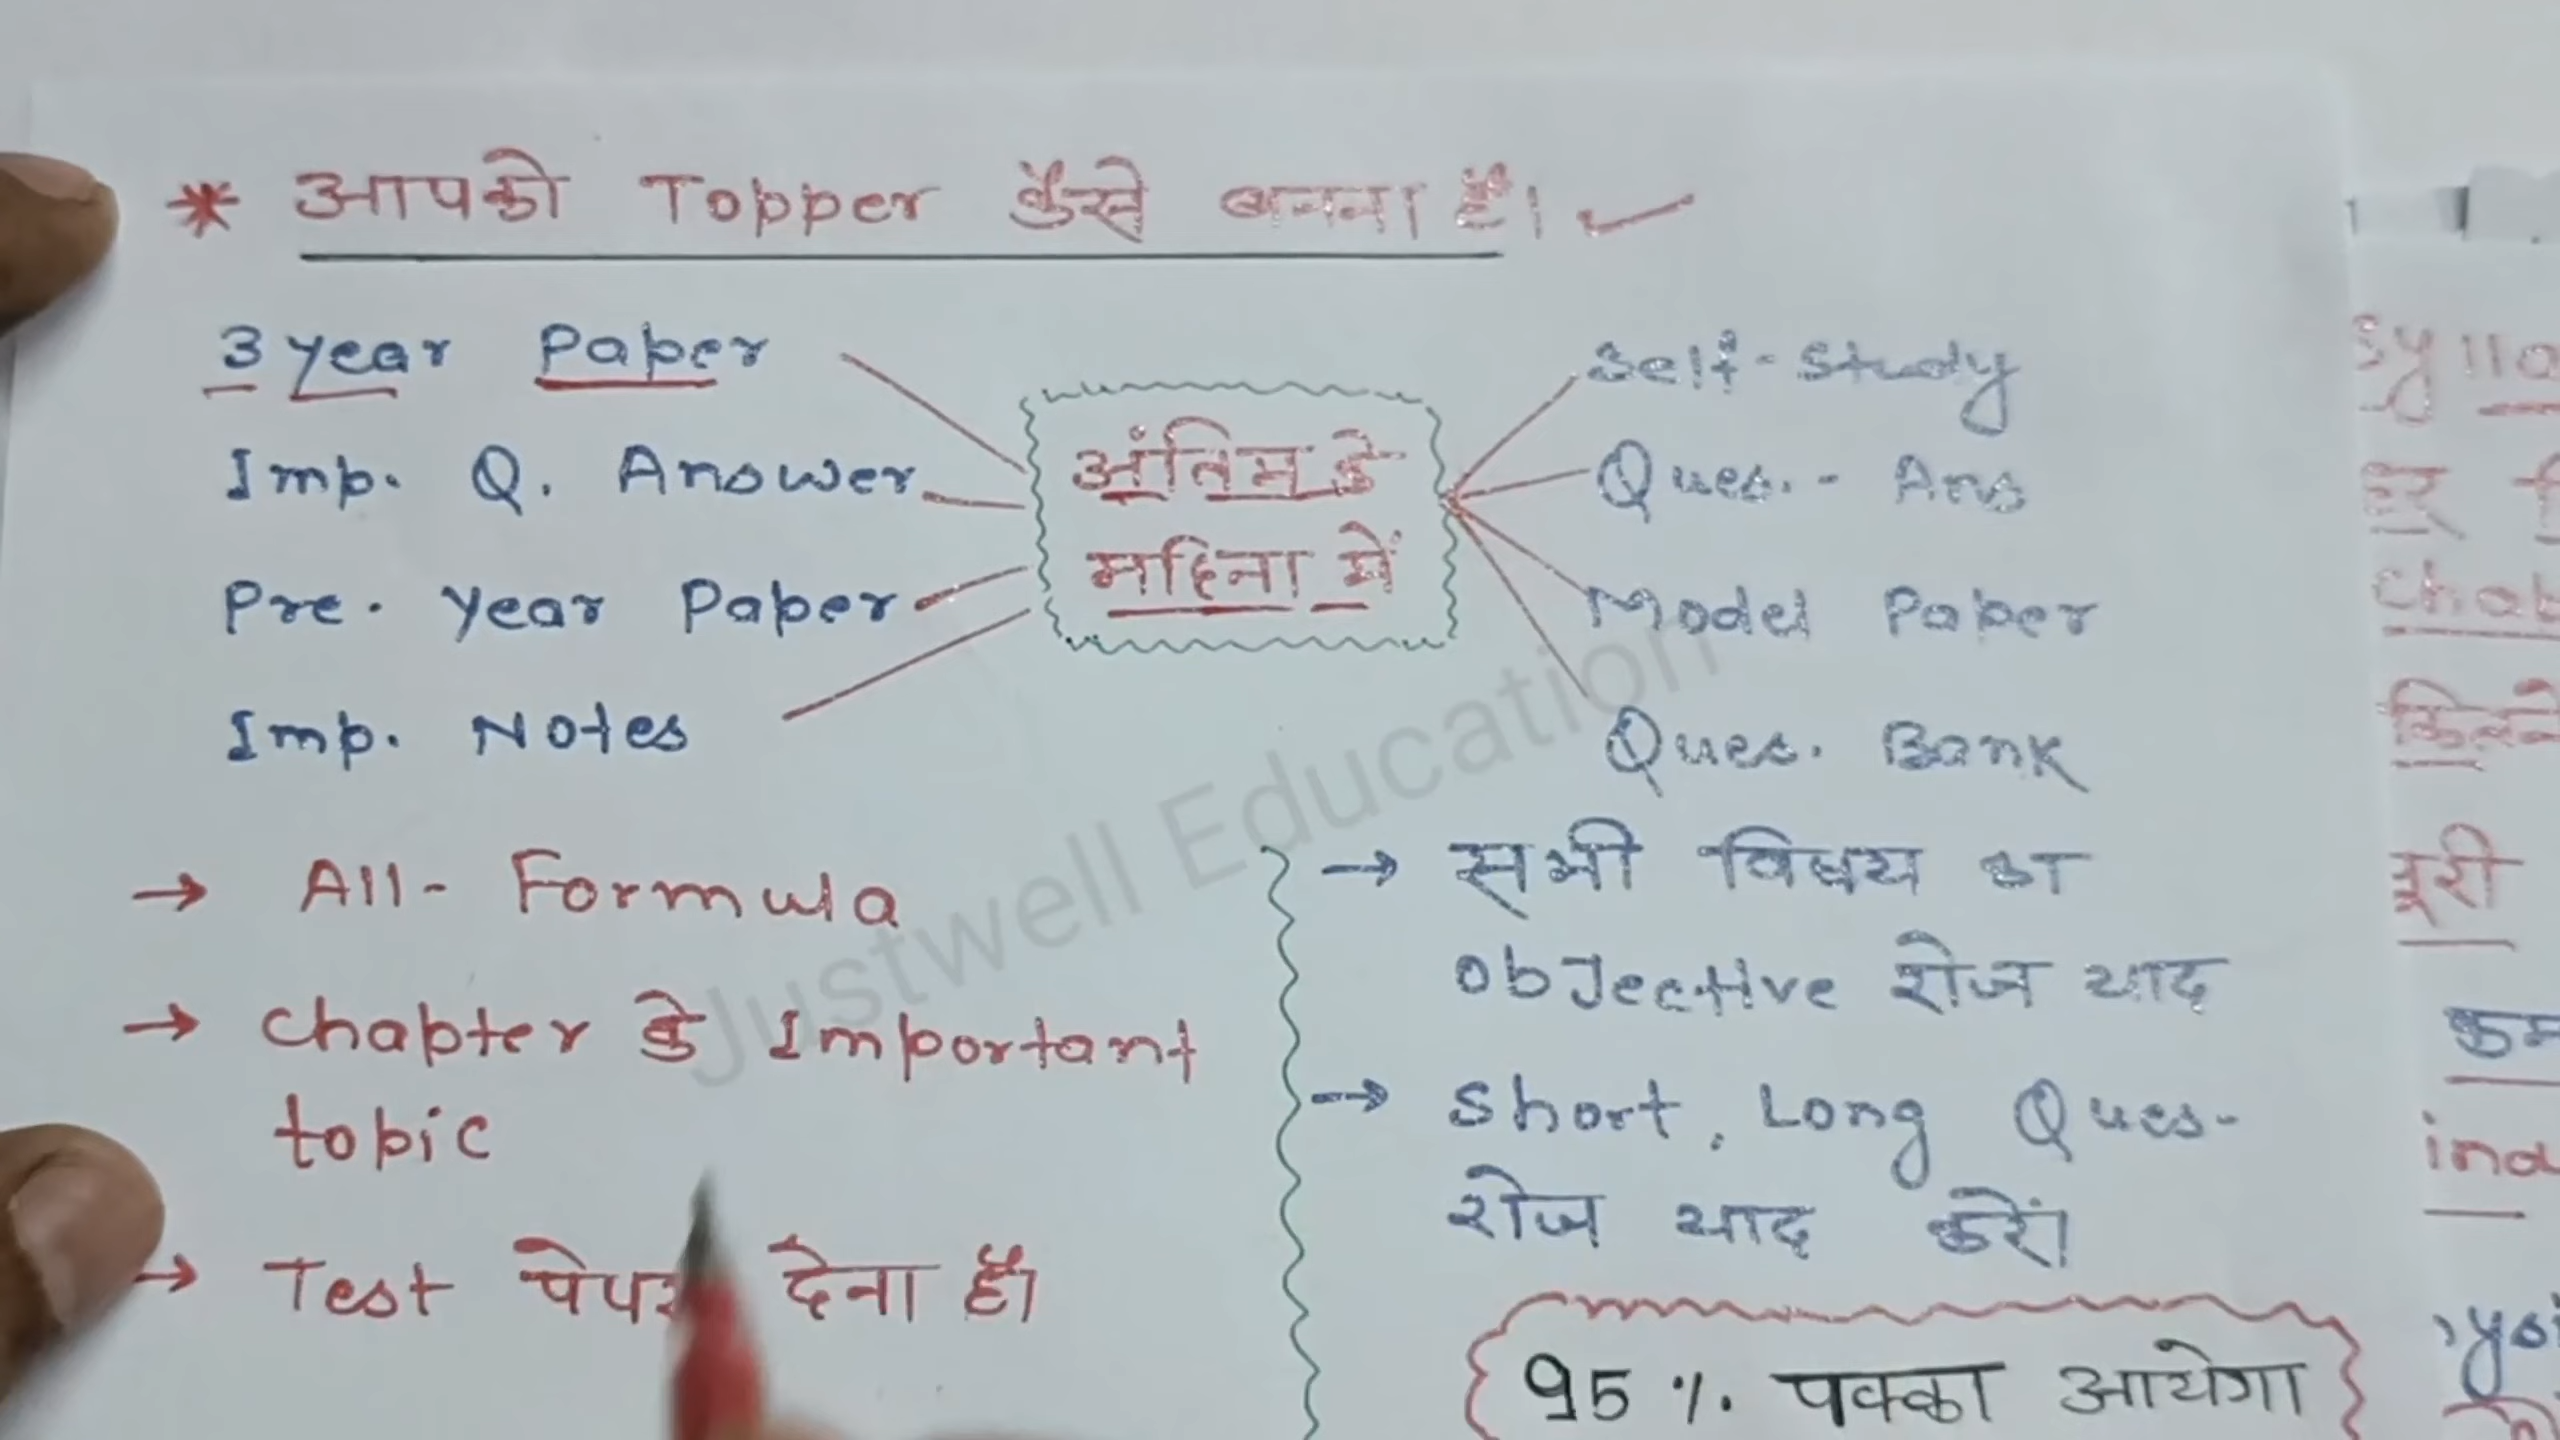 * आपको Topper कैसे बनना है।
3 year Paper
Imp. Q. Answer
Pre. Year Paper
Imp. Notes
अंतिम के
महिना में
Self-Study
Ques.- Ans
Model Paper
Ques. Bank
→ All- Formula
→ Chapter के Important
topic
→ Test पेपर देना है।
→ सभी विषय का
objective रोज याद
→ Short, Long Ques-
रोज याद करें।
95 % पक्का आयेगा
Justwell Education